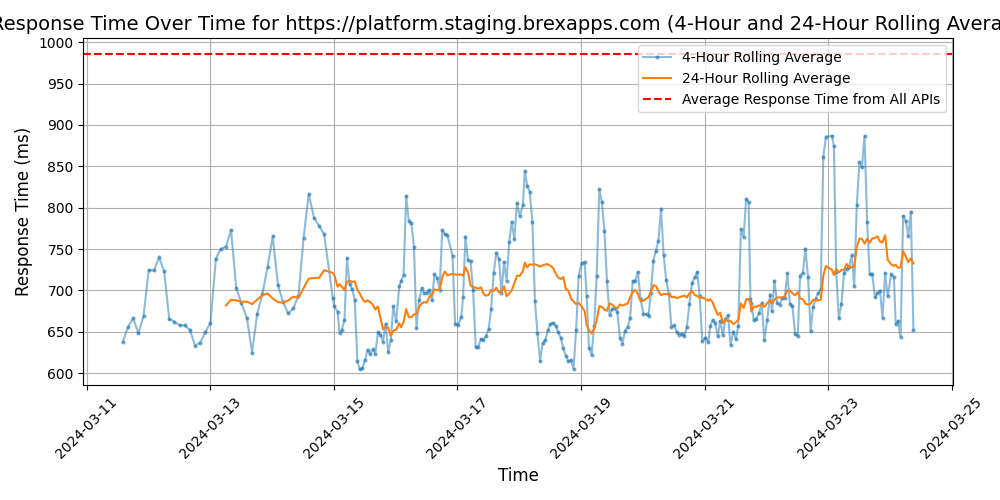 Response Time Over Time for https://platform.staging.brexapps.com (4-Hour and 24-Hour Rolling Avera
1000
950
900
850
800
750
700
650
600
Response Time (ms)
4-Hour Rolling Average
24-Hour Rolling Average
Average Response Time from All APIs
2024-03-11
2024-03-13
2024-03-15
2024-03-17
2024-03-19
2024-03-21
2024-03-23
2024-03-25
Time